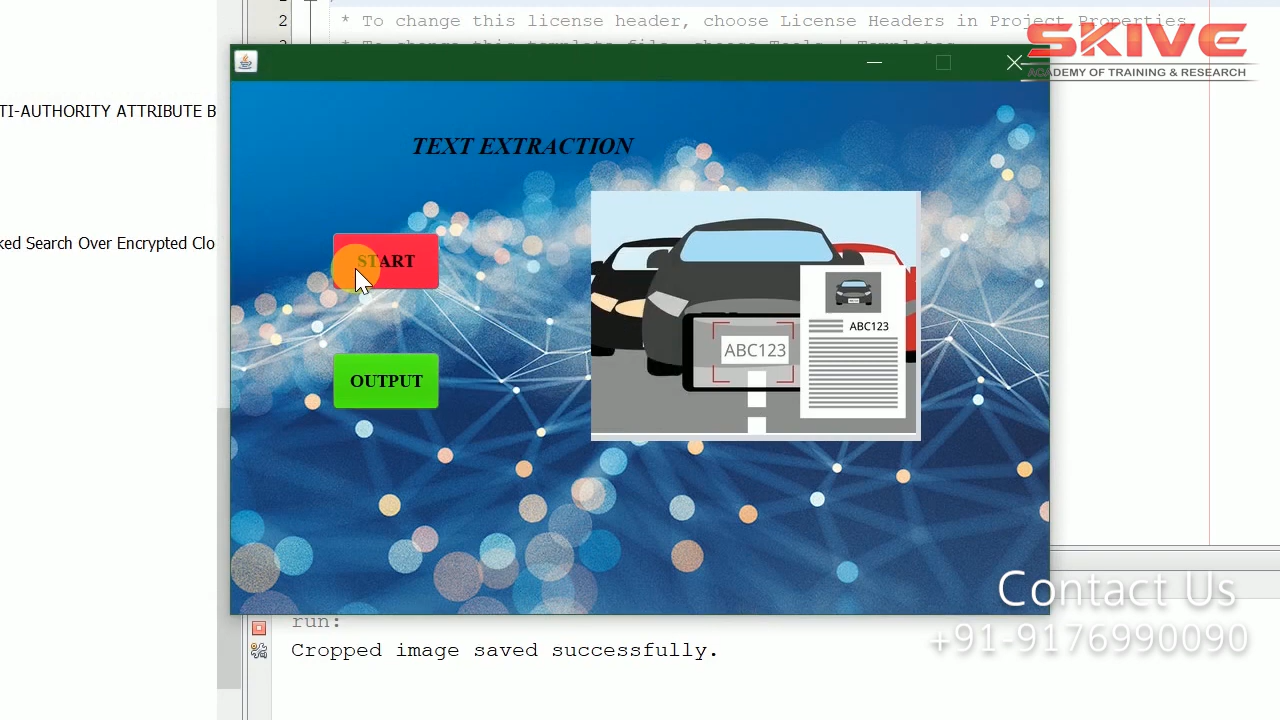 2
* To change this license header, choose License Headers in Project Properties
SKIVE
ACADEMY OF TRAINING & RESEARCH
TI-AUTHORITY ATTRIBUTE B
TEXT EXTRACTION
ked Search Over Encrypted Clo
START
ABC123
ABC123
OUTPUT
Contact Us
+91-9176990090
run:
Cropped image saved successfully.